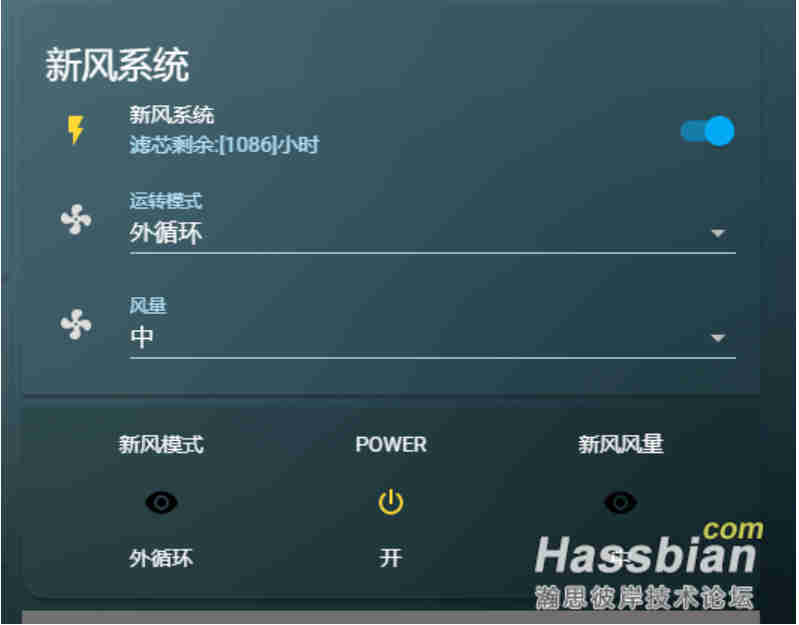 新风系统
新风系统
滤芯剩余:[1086]小时
运转模式
外循环
风量
中
新风模式 POWER 新风风量
外循环 开 中
com
Hassbian
瀚思彼岸技术论坛